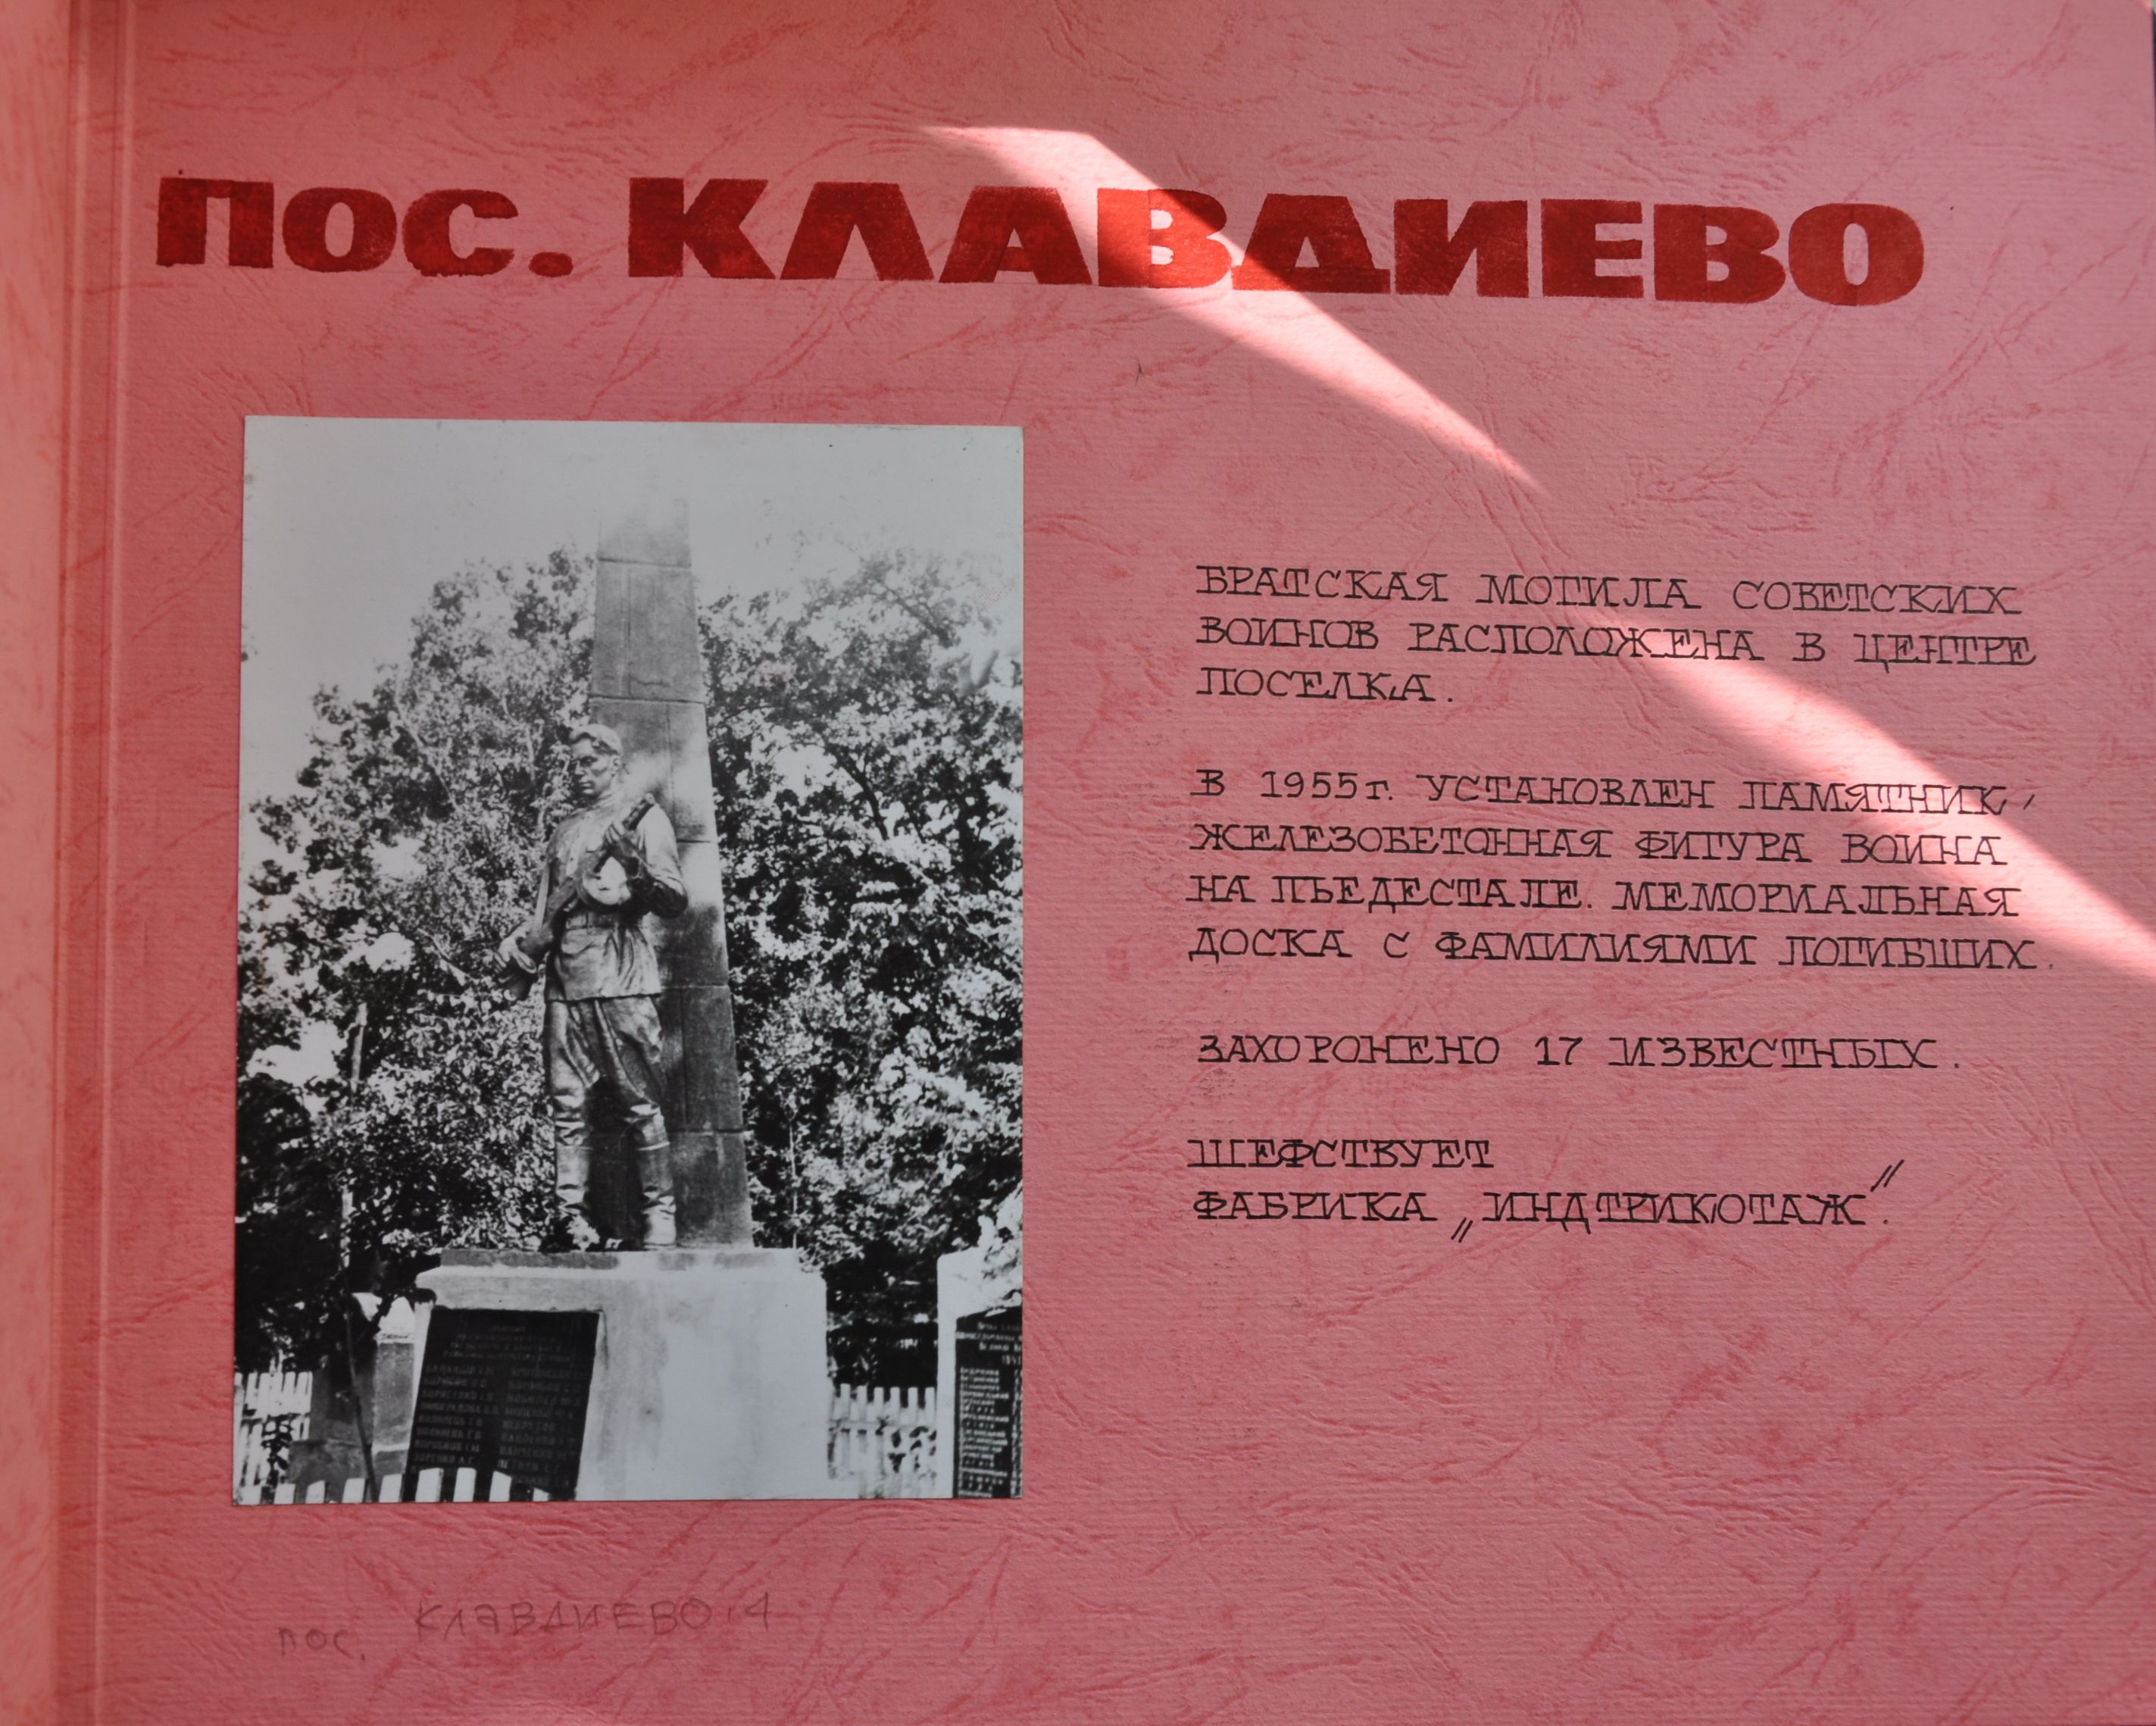 ПОС. КЛАВДИЕВО
БРАТСКАЯ МОГИЛА СОВЕТСКИХ
ВОИНОВ РАСПОЛОЖЕНА В ЦЕНТРЕ
ПОСЕЛКА.
В 1955г. УСТАНОВЛЕН ПАМЯТНИК,
ЖЕЛЕЗОБЕТОННАЯ ФИГУРА ВОИНА
НА ПЬЕДЕСТАЛЕ. МЕМОРИАЛЬНАЯ
ДОСКА С ФАМИЛИЯМИ ПОГИБШИХ.
ЗАХОРОНЕНО 17 ИЗВЕСТНЫХ.
ШЕФСТВУЕТ
ФАБРИКА „ИНДТРИКОТАЖ".
пос. КЛАВДИЕВО